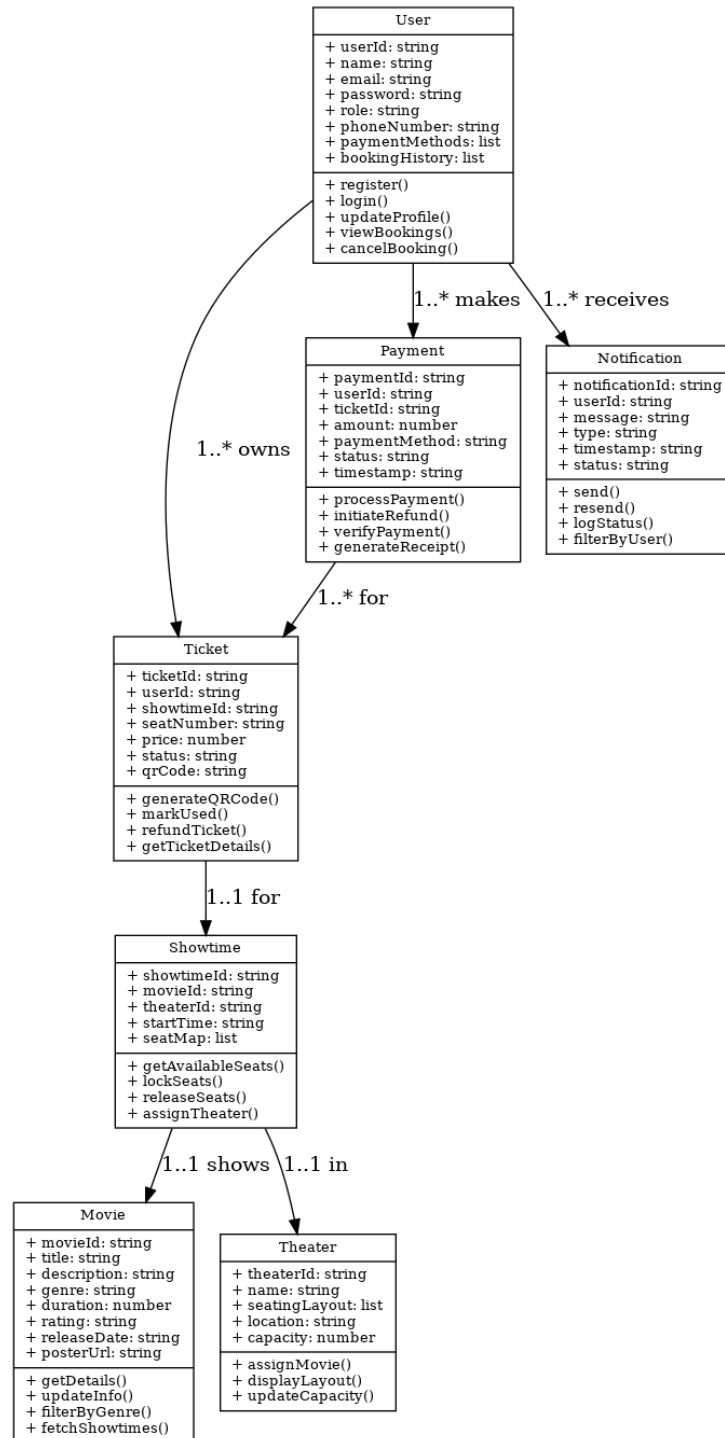 User
+ userId: string
+ name: string
+ email: string
+ password: string
+ role: string
+ phoneNumber: string
+ paymentMethods: list
+ bookingHistory: list
+ register()
+ login()
+ updateProfile()
+ viewBookings()
+ cancelBooking()
1..* makes
1..* receives
1..* owns
Payment
+ paymentId: string
+ userId: string
+ ticketId: string
+ amount: number
+ paymentMethod: string
+ status: string
+ timestamp: string
+ processPayment()
+ initiateRefund()
+ verifyPayment()
+ generateReceipt()
Notification
+ notificationId: string
+ userId: string
+ message: string
+ type: string
+ timestamp: string
+ status: string
+ send()
+ resend()
+ logStatus()
+ filterByUser()
1..* for
Ticket
+ ticketId: string
+ userId: string
+ showtimeId: string
+ seatNumber: string
+ price: number
+ status: string
+ qrCode: string
+ generateQRCode()
+ markUsed()
+ refundTicket()
+ getTicketDetails()
1..1 for
Showtime
+ showtimeId: string
+ movieId: string
+ theaterId: string
+ startTime: string
+ seatMap: list
+ getAvailableSeats()
+ lockSeats()
+ releaseSeats()
+ assignTheater()
1..1 shows
1..1 in
Movie
+ movieId: string
+ title: string
+ description: string
+ genre: string
+ duration: number
+ rating: string
+ releaseDate: string
+ posterUrl: string
+ getDetails()
+ updateInfo()
+ filterByGenre()
+ fetchShowtimes()
Theater
+ theaterId: string
+ name: string
+ seatingLayout: list
+ location: string
+ capacity: number
+ assignMovie()
+ displayLayout()
+ updateCapacity()